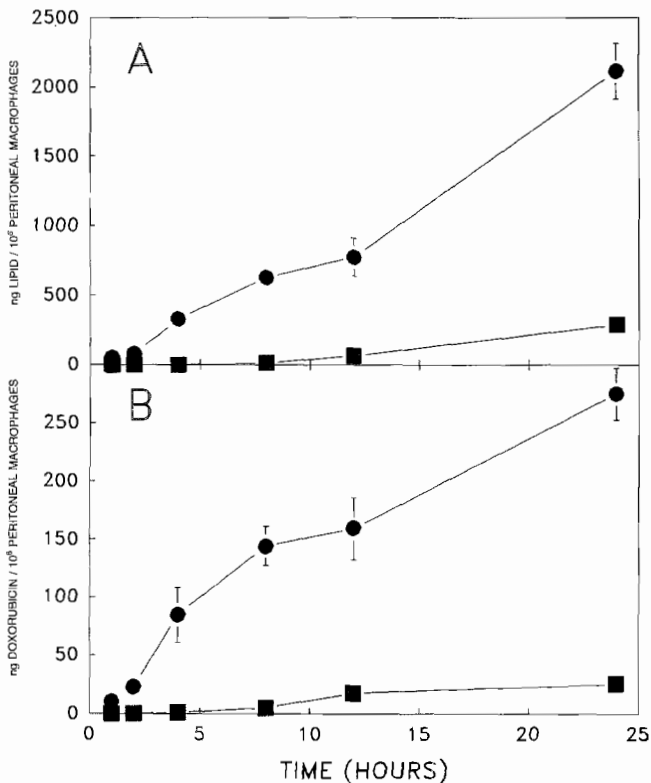 A
2500
2000
1500
1000
500
0
ng LIPID / 10⁶ PERITONEAL MACROPHAGES
B
250
200
150
100
50
0
ng DOXORUBICIN / 10⁶ PERITONEAL MACROPHAGES
0 5 10 15 20 25
TIME (HOURS)